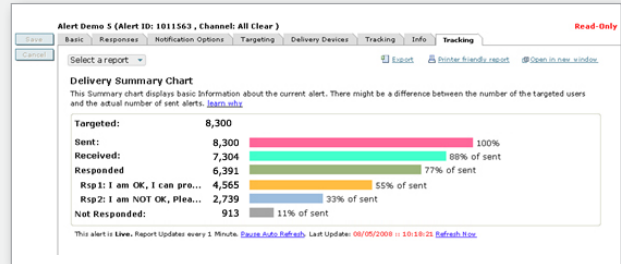 Alert Demo 5 (Alert ID: 1011563 , Channel: All Clear )
Read-Only
Save
Cancel
Basic Responses Notification Options Targeting Delivery Devices Tracking Info Tracking
Select a report Export Printer friendly report Open in new window
Delivery Summary Chart
This Summary chart displays basic Information about the current alert. There might be a difference between the number of the targeted users
and the actual number of sent alerts. learn why
Targeted: 8,300
Sent: 8,300 100%
Received: 7,304 88% of sent
Responded 6,391 77% of sent
Rsp1: I am OK, I can pro... 4,565 55% of sent
Rsp2: I am NOT OK, Plea... 2,739 33% of sent
Not Responded: 913 11% of sent
This alert is Live. Report Updates every 1 Minute. Pause Auto Refresh. Last Update: 08/05/2008 :: 10:18:21 Refresh Now